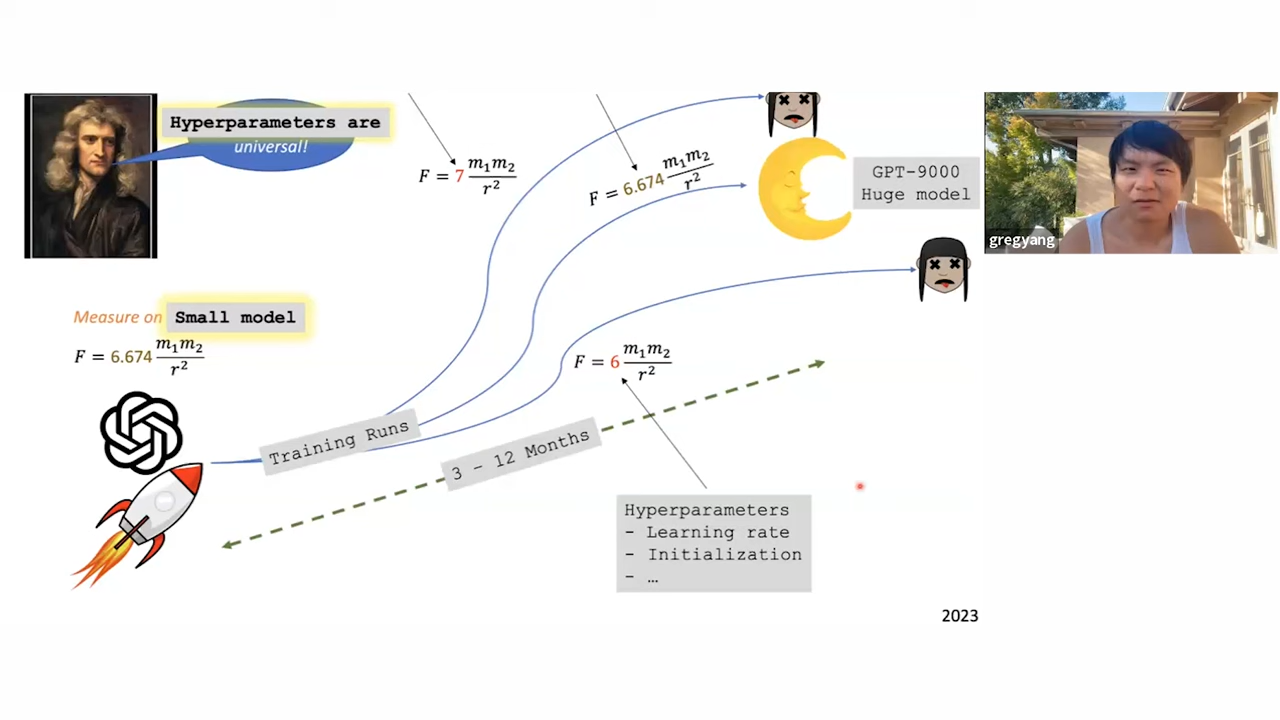 Hyperparameters are
universal!
F = 7 m₁m₂ / r²
F = 6.674 m₁m₂ / r²
GPT-9000
Huge model
gregyang
Measure on Small model
F = 6.674 m₁m₂ / r²
F = 6 m₁m₂ / r²
Training Runs
3 – 12 Months
Hyperparameters
- Learning rate
- Initialization
- …
2023